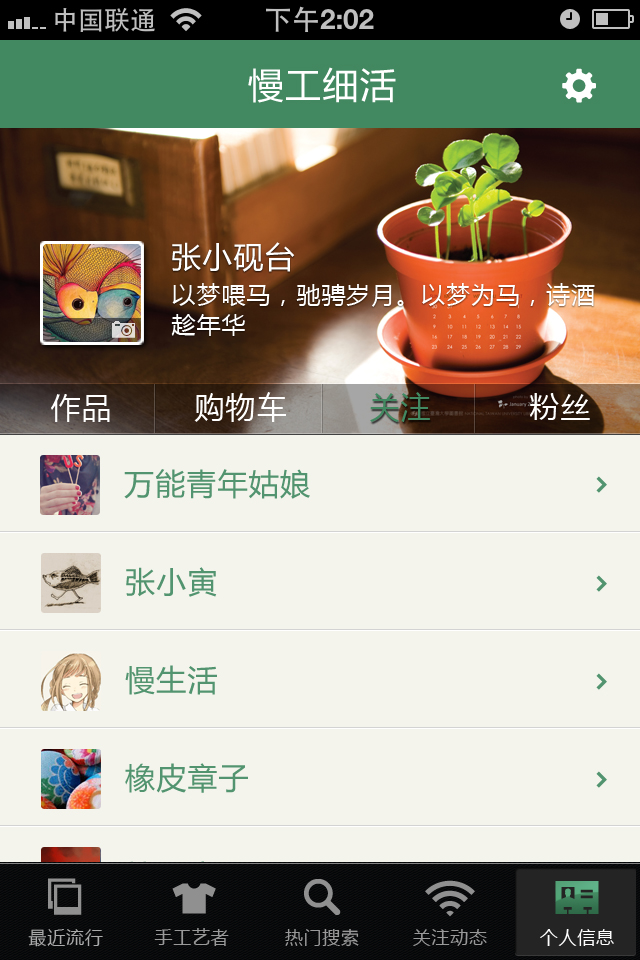 中国联通 下午2:02
慢工细活
张小砚台
以梦喂马，驰骋岁月。以梦为马，诗酒
趁年华
作品 购物车 关注 粉丝
万能青年姑娘
张小寅
慢生活
橡皮章子
最近流行 手工艺者 热门搜索 关注动态 个人信息